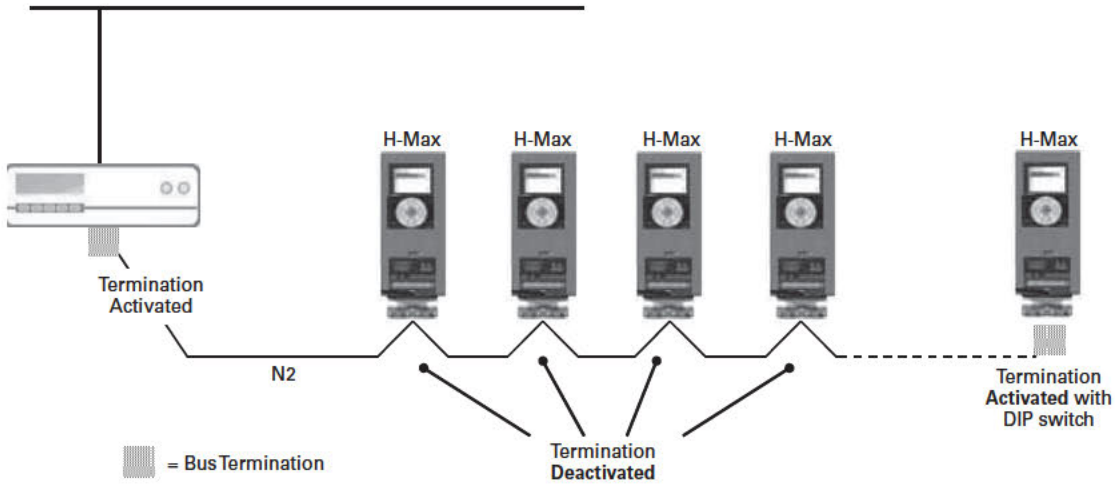 H-Max
H-Max
H-Max
H-Max
H-Max
Termination
Activated
N2
Termination
Activated with
DIP switch
Termination
Deactivated
= Bus Termination